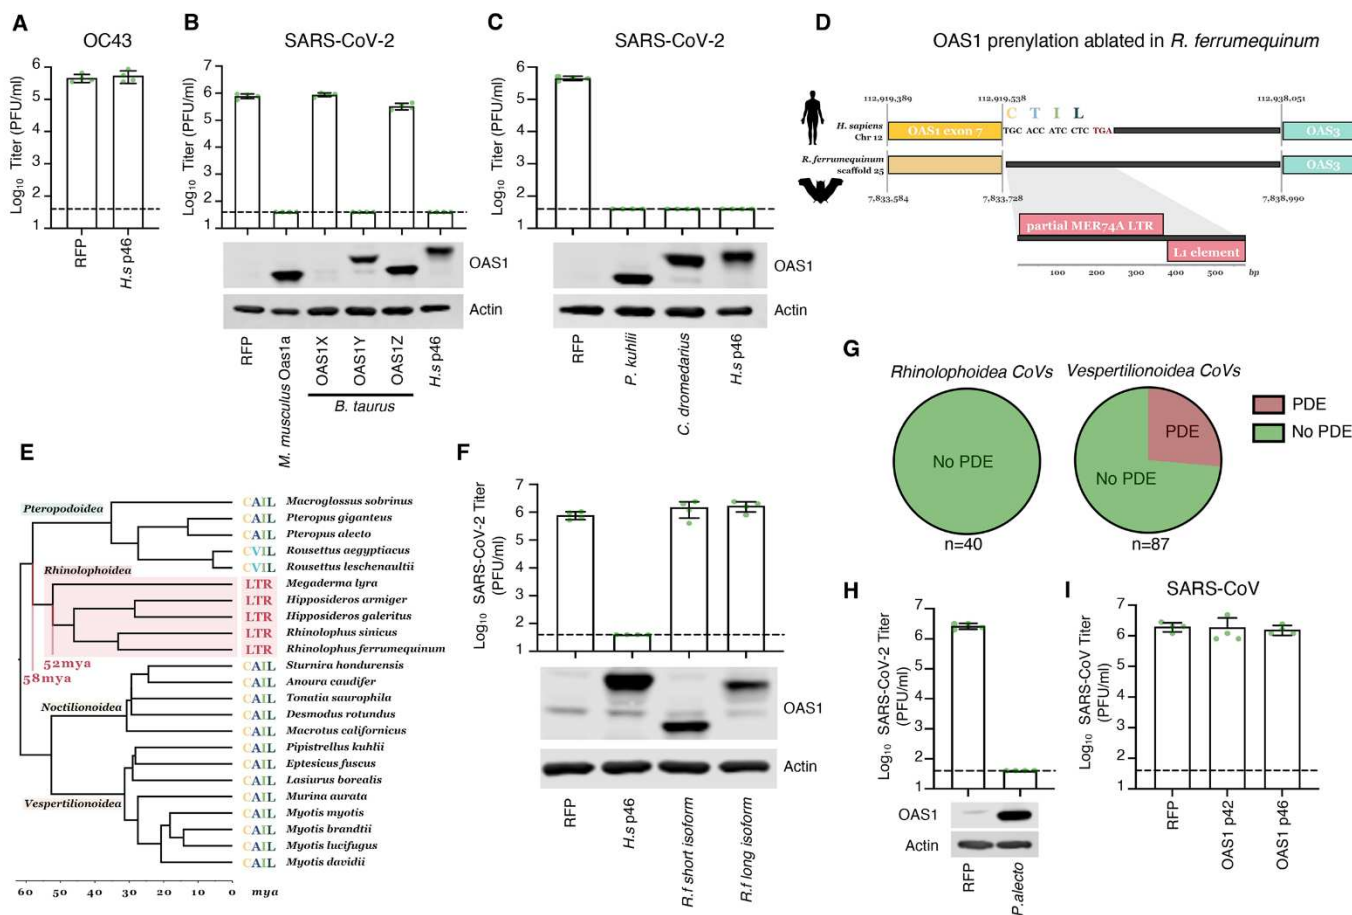 A
OC43
Log₁₀ Titer (PFU/ml)
6
5
4
3
2
1
RFP
H.s p46
B
SARS-CoV-2
Log₁₀ Titer (PFU/ml)
7
6
5
4
3
2
1
OAS1
Actin
RFP
M. musculus Oas1a
OAS1X
OAS1Y
OAS1Z
H.s p46
B. taurus
C
SARS-CoV-2
Log₁₀ Titer (PFU/ml)
6
5
4
3
2
1
OAS1
Actin
RFP
P. kuhlii
C. dromedarius
H.s p46
D
OAS1 prenylation ablated in R. ferrumequinum
112,919,389
112,919,538
112,938,051
C T I L
H. sapiens
Chr 12
OAS1 exon 7
TGC ACC ATC CTC TGA
OAS3
R. ferrumequinum
scaffold 25
OAS3
7,833,584
7,833,728
7,838,990
partial MER74A LTR
L1 element
100 200 300 400 500 bp
E
Pteropodoidea
Rhinolophoidea
52mya
58mya
Noctilionoidea
Vespertilionoidea
CAIL Macroglossus sobrinus
CAIL Pteropus giganteus
CAIL Pteropus alecto
CVIL Rousettus aegyptiacus
CVIL Rousettus leschenaultii
LTR Megaderma lyra
LTR Hipposideros armiger
LTR Hipposideros galeritus
LTR Rhinolophus sinicus
LTR Rhinolophus ferrumequinum
CAIL Sturnira hondurensis
CAIL Anoura caudifer
CAIL Tonatia saurophila
CAIL Desmodus rotundus
CAIL Macrotus californicus
CAIL Pipistrellus kuhlii
CAIL Eptesicus fuscus
CAIL Lasiurus borealis
CAIL Murina aurata
CAIL Myotis myotis
CAIL Myotis brandtii
CAIL Myotis lucifugus
CAIL Myotis davidii
60 50 40 30 20 10 0 mya
F
Log₁₀ SARS-CoV-2 Titer
(PFU/ml)
7
6
5
4
3
2
1
OAS1
Actin
RFP
H.s p46
R.f short isoform
R.f long isoform
G
Rhinolophoidea CoVs
Vespertilionoidea CoVs
No PDE
n=40
PDE
No PDE
n=87
PDE
No PDE
H
Log₁₀ SARS-CoV-2 Titer
(PFU/ml)
7
6
5
4
3
2
1
OAS1
Actin
RFP
P.alecto
I
SARS-CoV
Log₁₀ SARS-CoV Titer
(PFU/ml)
7
6
5
4
3
2
1
RFP
OAS1 p42
OAS1 p46